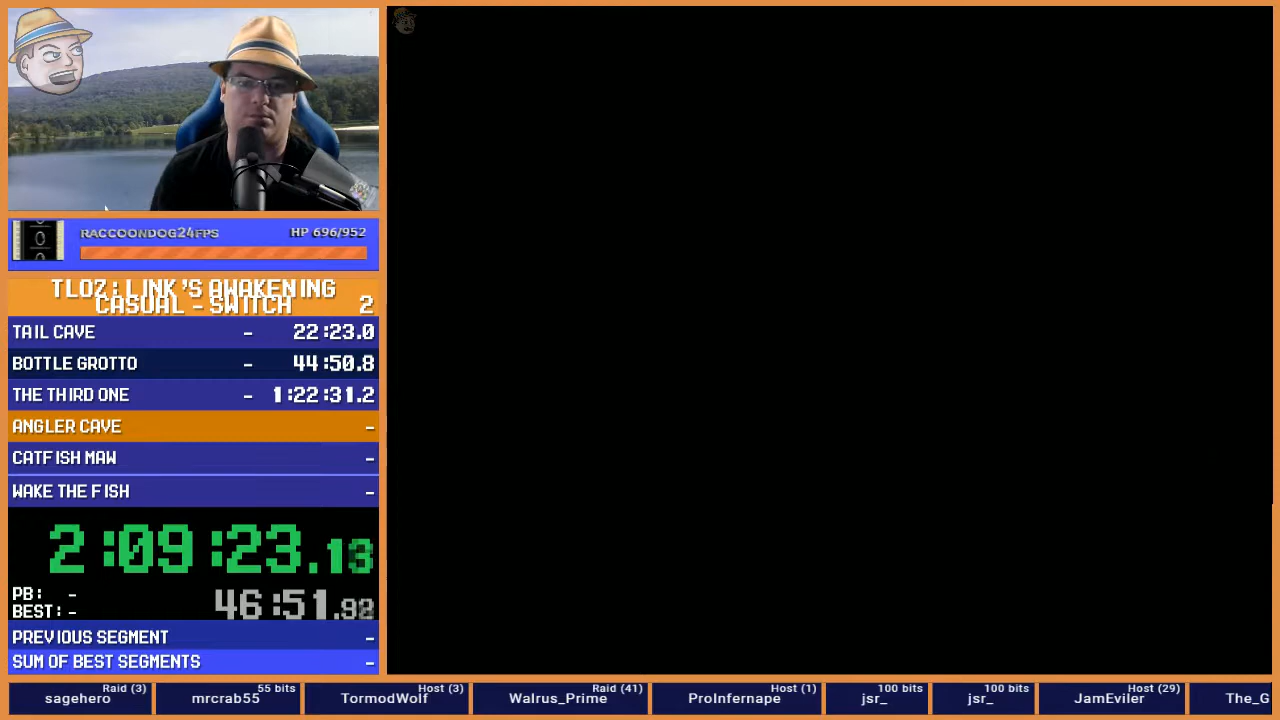 RACCOONDOG24FPS HP 696/952
TLOZ: LINK'S AWAKENING
CASUAL - SWITCH 2
TAIL CAVE - 22:23.0
BOTTLE GROTTO - 44:50.8
THE THIRD ONE - 1:22:31.2
ANGLER CAVE -
CATFISH MAW -
WAKE THE FISH -
2:09:23.13
PB: -
BEST: -
46:51.92
PREVIOUS SEGMENT -
SUM OF BEST SEGMENTS -
Raid (3) 55 bits Host (3) Raid (41) Host (1) 100 bits 100 bits Host (29)
sagehero mrcrab55 TormodWolf Walrus_Prime ProInfernape jsr_ jsr_ JamEviler The_G